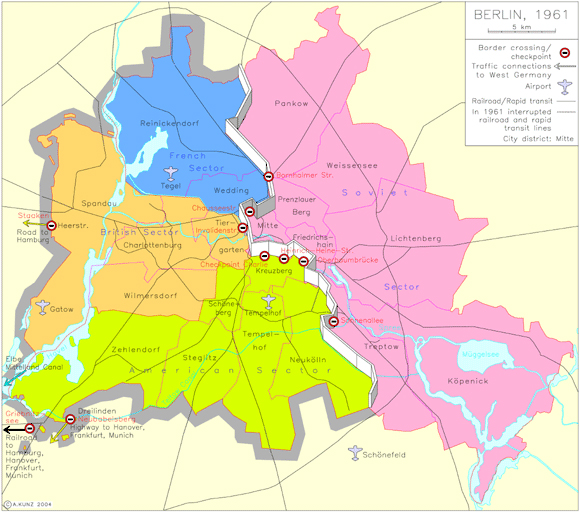 BERLIN, 1961
5 km
Border crossing/
checkpoint
Traffic connections
to West Germany
Airport
Railroad/Rapid transit
In 1961 interrupted
railroad and rapid
transit lines
City district: Mitte
Pankow
Reinickendorf
French
Sector
Tegel
Wedding
Weissensee
Bornholmer Str.
Prenzlauer
Berg
Soviet
Spandau
Chausseestr.
Staaken
Heerstr.
Road to
Hamburg
British Sector
Tier-
garten
Invalidenstr.
Mitte
Charlottenburg
Friedrichs-
hain
Lichtenberg
Heinrich-Heine-St.
Oberbaumbrücke
Checkpoint Charlie
Kreuzberg
Sector
Gatow
Wilmersdorf
Schöne-
berg
Tempelhof
Sonnenallee
Tempel-
hof
Neukölln
Treptow
Müggelsee
Köpenick
Elbe,
Mittelland Canal
Zehlendorf
Steglitz
American Sector
Griebnitz-
see
Dreilinden
Neubabelsberg
Highway to Hanover,
Frankfurt, Munich
Railroad
to
Hamburg,
Hanover,
Frankfurt,
Munich
Schönefeld
© A.KUNZ 2004